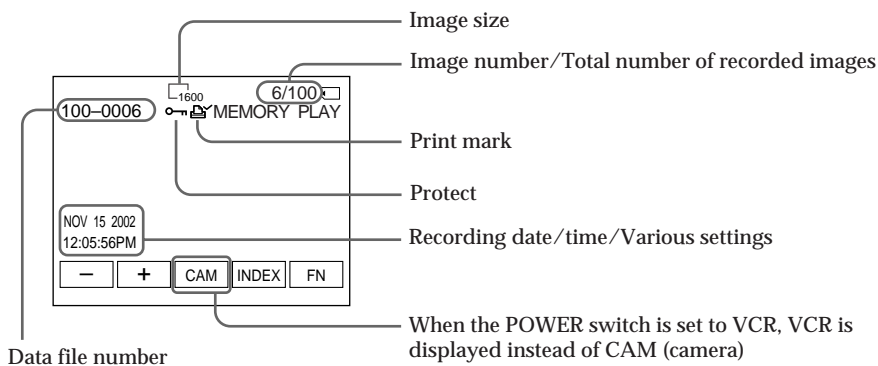 Image size
Image number/Total number of recorded images
1600
6/100
100–0006
MEMORY PLAY
Print mark
Protect
NOV 15 2002
12:05:56PM
Recording date/time/Various settings
– + CAM INDEX FN
When the POWER switch is set to VCR, VCR is
displayed instead of CAM (camera)
Data file number